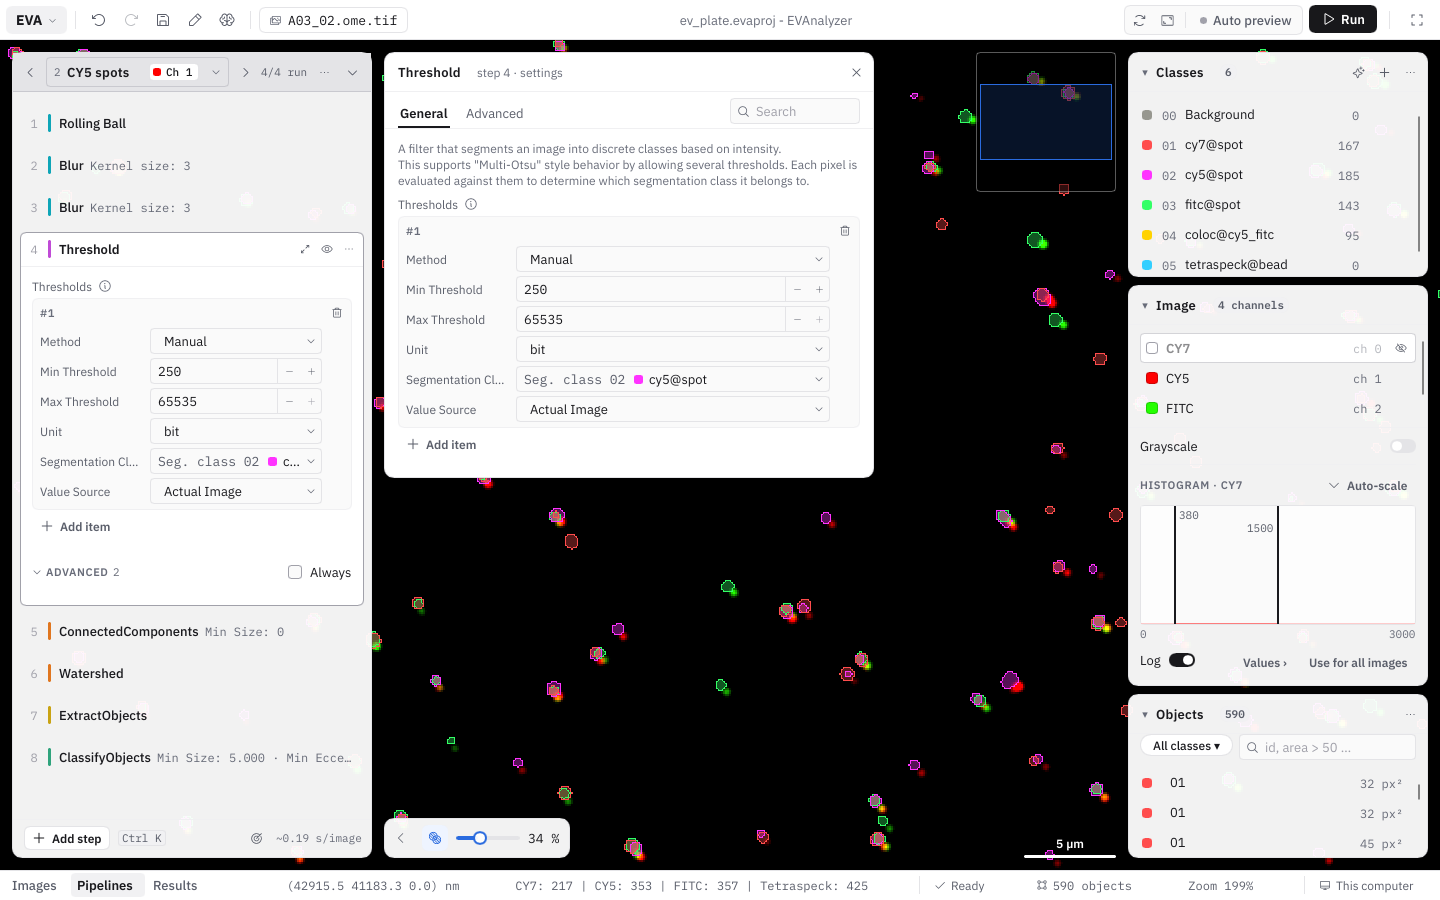 EVA
A03_02.ome.tif
ev_plate.evaproj - EVAnalyzer
Auto preview
Run
2 CY5 spots Ch 1 4/4 run
1 Rolling Ball
2 Blur Kernel size: 3
3 Blur Kernel size: 3
4 Threshold
Thresholds
#1
Method Manual
Min Threshold 250
Max Threshold 65535
Unit bit
Segmentation Cl... Seg. class 02 c...
Value Source Actual Image
Add item
ADVANCED 2 Always
5 ConnectedComponents Min Size: 0
6 Watershed
7 ExtractObjects
8 ClassifyObjects Min Size: 5.000 · Min Ecce…
Add step Ctrl K ~0.19 s/image
Threshold step 4 · settings
General Advanced Search
A filter that segments an image into discrete classes based on intensity.
This supports "Multi-Otsu" style behavior by allowing several thresholds. Each pixel is
evaluated against them to determine which segmentation class it belongs to.
Thresholds
#1
Method Manual
Min Threshold 250
Max Threshold 65535
Unit bit
Segmentation Cl... Seg. class 02 cy5@spot
Value Source Actual Image
Add item
34 %
5 µm
Classes 6
00 Background 0
01 cy7@spot 167
02 cy5@spot 185
03 fitc@spot 143
04 coloc@cy5_fitc 95
05 tetraspeck@bead 0
Image 4 channels
CY7 ch 0
CY5 ch 1
FITC ch 2
Grayscale
HISTOGRAM · CY7 Auto-scale
380
1500
0 3000
Log Values › Use for all images
Objects 590
All classes ▾ id, area > 50 ...
01 32 px²
01 32 px²
01 45 px²
Images Pipelines Results
(42915.5 41183.3 0.0) nm
CY7: 217 | CY5: 353 | FITC: 357 | Tetraspeck: 425
Ready
590 objects
Zoom 199%
This computer